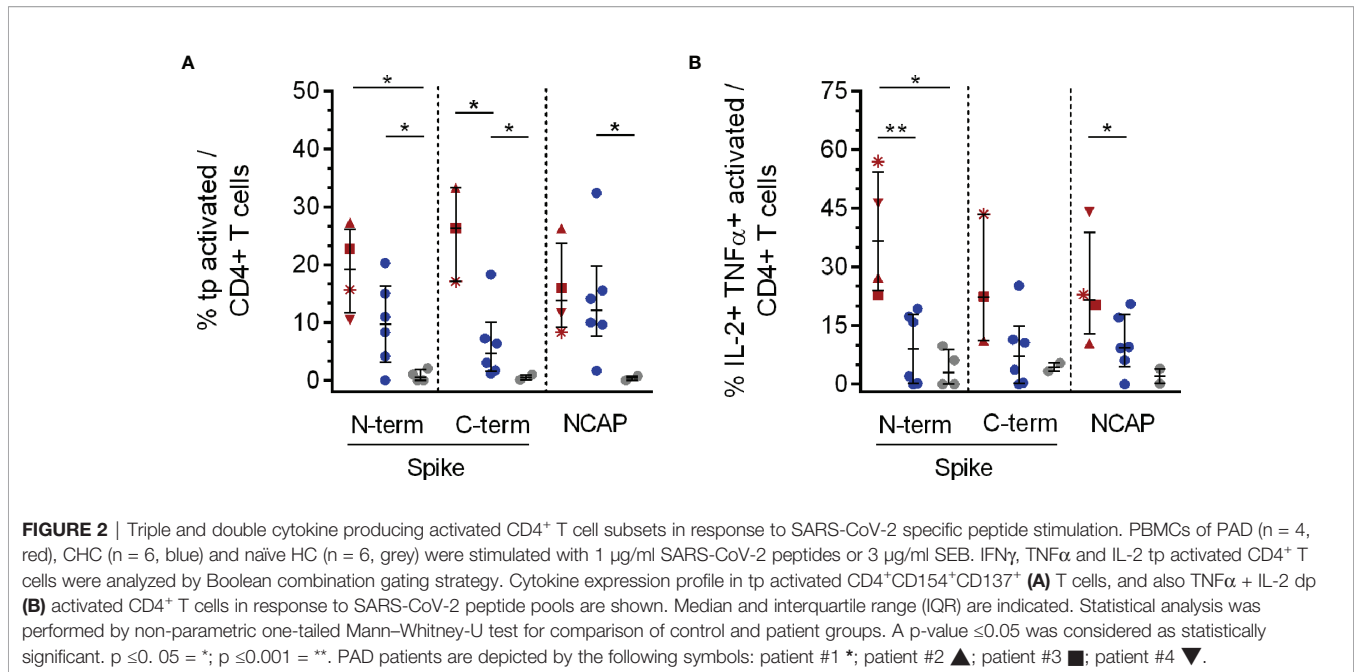 A
B
% tp activated /
CD4+ T cells
50
40
30
20
10
0
*
*
*
*
*
N-term
C-term
NCAP
Spike
% IL-2+ TNFα+ activated /
CD4+ T cells
75
60
45
30
15
0
*
**
*
N-term
C-term
NCAP
Spike
FIGURE 2 | Triple and double cytokine producing activated CD4+ T cell subsets in response to SARS-CoV-2 specific peptide stimulation. PBMCs of PAD (n = 4,
red), CHC (n = 6, blue) and naïve HC (n = 6, grey) were stimulated with 1 µg/ml SARS-CoV-2 peptides or 3 µg/ml SEB. IFNγ, TNFα and IL-2 tp activated CD4+ T
cells were analyzed by Boolean combination gating strategy. Cytokine expression profile in tp activated CD4+CD154+CD137+ (A) T cells, and also TNFα + IL-2 dp
(B) activated CD4+ T cells in response to SARS-CoV-2 peptide pools are shown. Median and interquartile range (IQR) are indicated. Statistical analysis was
performed by non-parametric one-tailed Mann–Whitney-U test for comparison of control and patient groups. A p-value ≤0.05 was considered as statistically
significant. p ≤0. 05 = *; p ≤0.001 = **. PAD patients are depicted by the following symbols: patient #1 *; patient #2 ▲; patient #3 ■; patient #4 ▼.